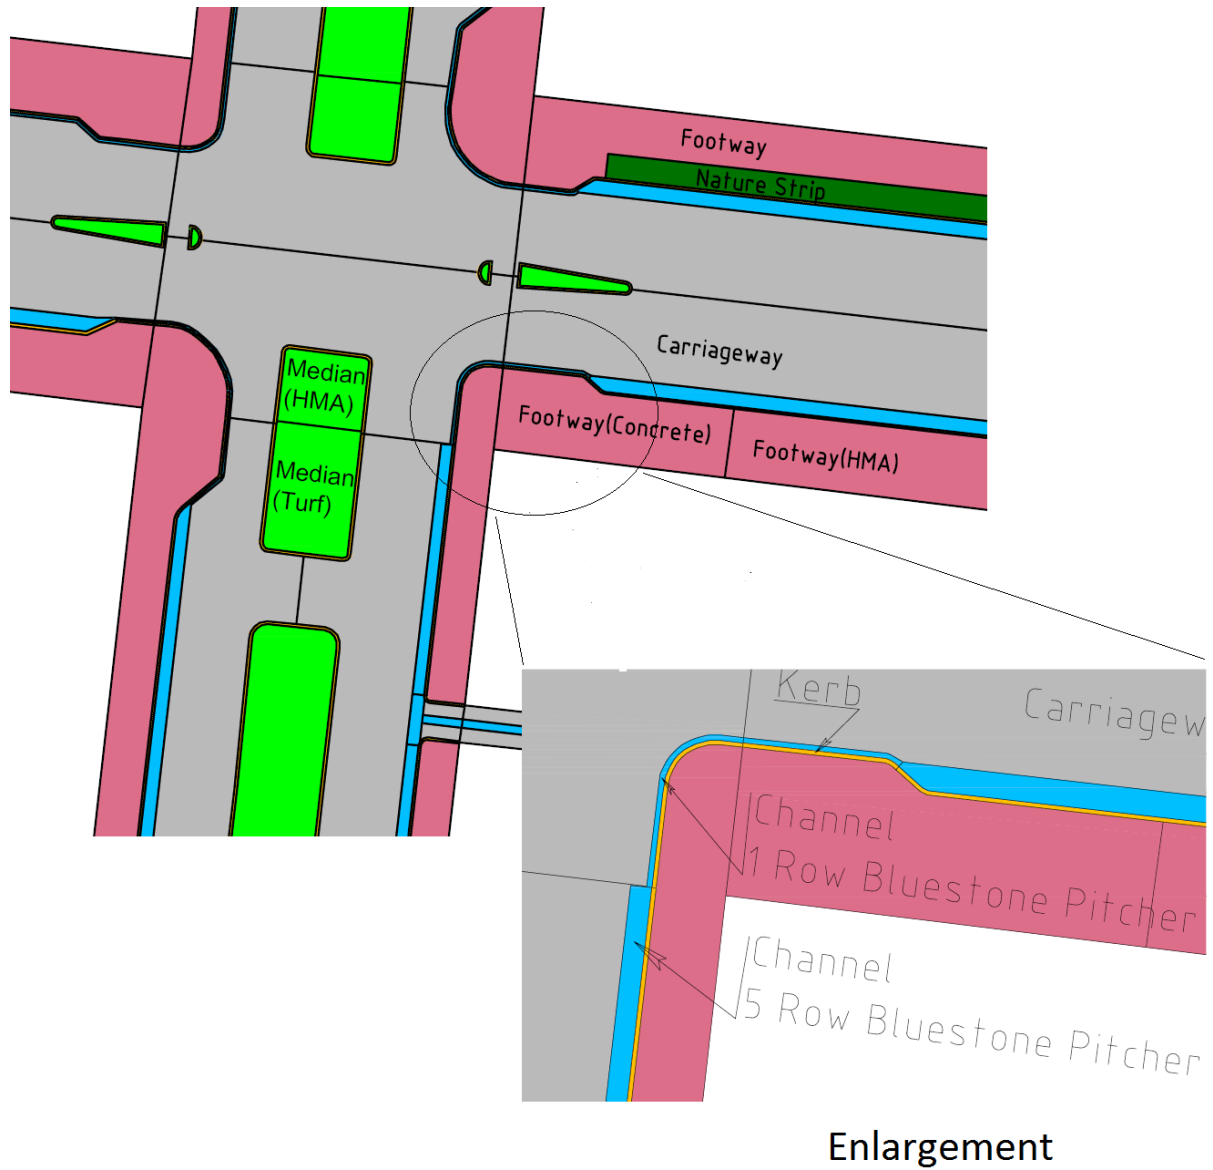 Footway
Nature Strip
Carriageway
Median
(HMA)
Footway(Concrete)
Footway(HMA)
Median
(Turf)
Kerb
Carriagew
Channel
1 Row Bluestone Pitcher
Channel
5 Row Bluestone Pitcher
Enlargement